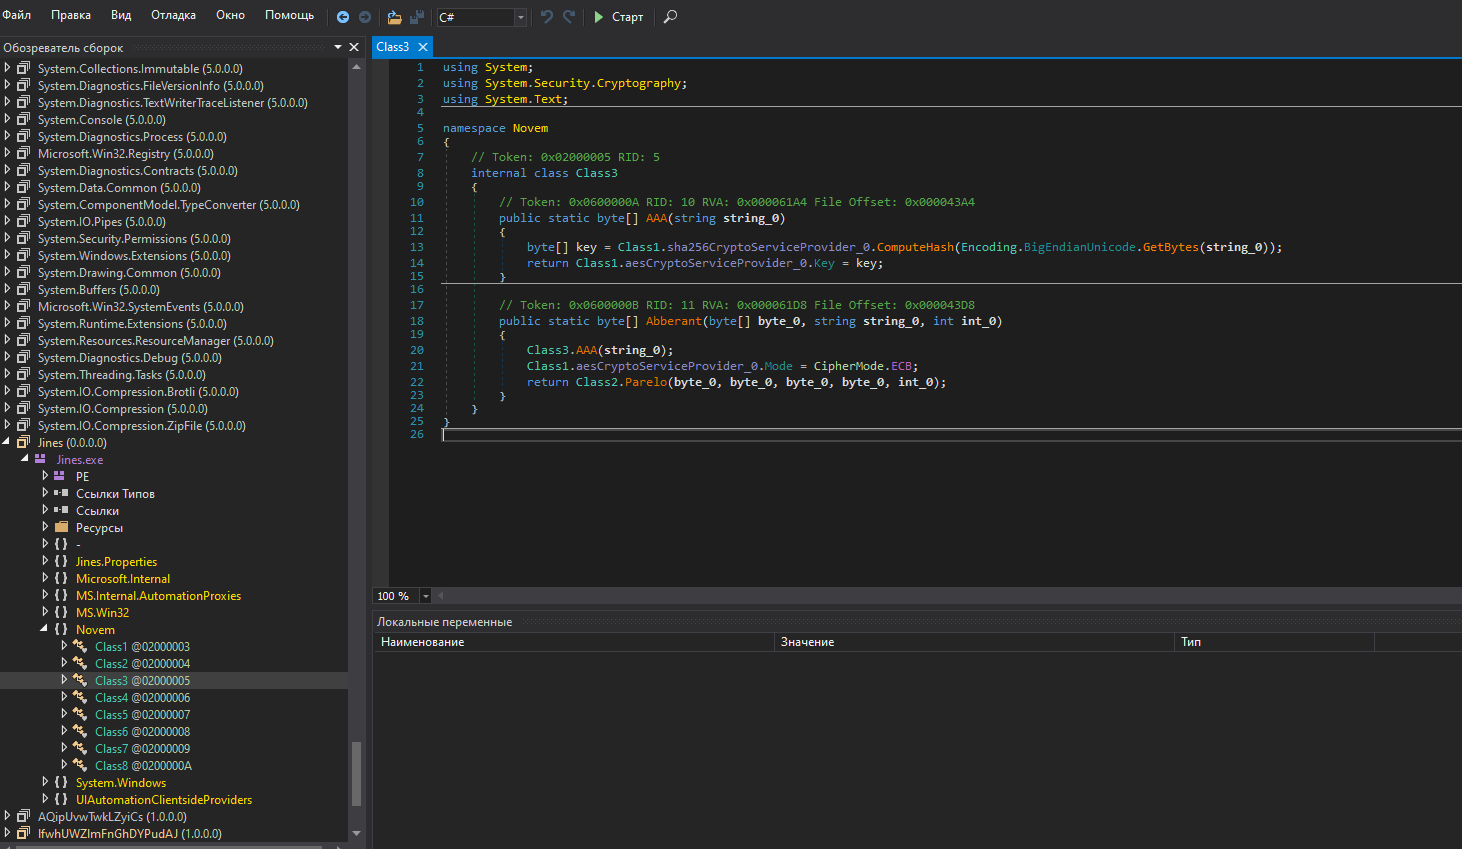 Файл Правка Вид Отладка Окно Помощь C# Старт
Обозреватель сборок
System.Collections.Immutable (5.0.0.0)
System.Diagnostics.FileVersionInfo (5.0.0.0)
System.Diagnostics.TextWriterTraceListener (5.0.0.0)
System.Console (5.0.0.0)
System.Diagnostics.Process (5.0.0.0)
Microsoft.Win32.Registry (5.0.0.0)
System.Diagnostics.Contracts (5.0.0.0)
System.Data.Common (5.0.0.0)
System.ComponentModel.TypeConverter (5.0.0.0)
System.IO.Pipes (5.0.0.0)
System.Security.Permissions (5.0.0.0)
System.Windows.Extensions (5.0.0.0)
System.Drawing.Common (5.0.0.0)
System.Buffers (5.0.0.0)
Microsoft.Win32.SystemEvents (5.0.0.0)
System.Runtime.Extensions (5.0.0.0)
System.Resources.ResourceManager (5.0.0.0)
System.Diagnostics.Debug (5.0.0.0)
System.Threading.Tasks (5.0.0.0)
System.IO.Compression.Brotli (5.0.0.0)
System.IO.Compression (5.0.0.0)
System.IO.Compression.ZipFile (5.0.0.0)
Jines (0.0.0.0)
Jines.exe
PE
Ссылки Типов
Ссылки
Ресурсы
{ } -
{ } Jines.Properties
{ } Microsoft.Internal
{ } MS.Internal.AutomationProxies
{ } MS.Win32
{ } Novem
Class1 @02000003
Class2 @02000004
Class3 @02000005
Class4 @02000006
Class5 @02000007
Class6 @02000008
Class7 @02000009
Class8 @0200000A
{ } System.Windows
{ } UIAutomationClientsideProviders
AQipUvwTwkLZyiCs (1.0.0.0)
IfwhUWZImFnGhDYPudAJ (1.0.0.0)
Class3
1 using System;
2 using System.Security.Cryptography;
3 using System.Text;
4
5 namespace Novem
6 {
7 // Token: 0x02000005 RID: 5
8 internal class Class3
9 {
10 // Token: 0x0600000A RID: 10 RVA: 0x000061A4 File Offset: 0x000043A4
11 public static byte[] AAA(string string_0)
12 {
13 byte[] key = Class1.sha256CryptoServiceProvider_0.ComputeHash(Encoding.BigEndianUnicode.GetBytes(string_0));
14 return Class1.aesCryptoServiceProvider_0.Key = key;
15 }
16
17 // Token: 0x0600000B RID: 11 RVA: 0x000061D8 File Offset: 0x000043D8
18 public static byte[] Abberant(byte[] byte_0, string string_0, int int_0)
19 {
20 Class3.AAA(string_0);
21 Class1.aesCryptoServiceProvider_0.Mode = CipherMode.ECB;
22 return Class2.Parelo(byte_0, byte_0, byte_0, byte_0, int_0);
23 }
24 }
25 }
26
100 %
Локальные переменные
Наименование Значение Тип